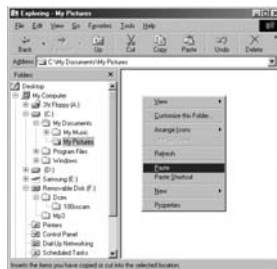 Exploring - My Pictures
File Edit View Go Favorites Tools Help
Back Up Cut Copy Paste Undo Delete
Address C:\My Documents\My Pictures
Folders
Desktop
My Computer
3½ Floppy (A:)
(C:)
My Documents
My Music
My Pictures
Program Files
Windows
(D:)
Samsung (E:)
Removable Disk (F:)
Dcim
100sscam
Mp3
Printers
Control Panel
Dial-Up Networking
Scheduled Tasks
View
Customize this Folder...
Arrange Icons
Refresh
Paste
Paste Shortcut
New
Properties
Inserts the items you have copied or cut into the selected location.